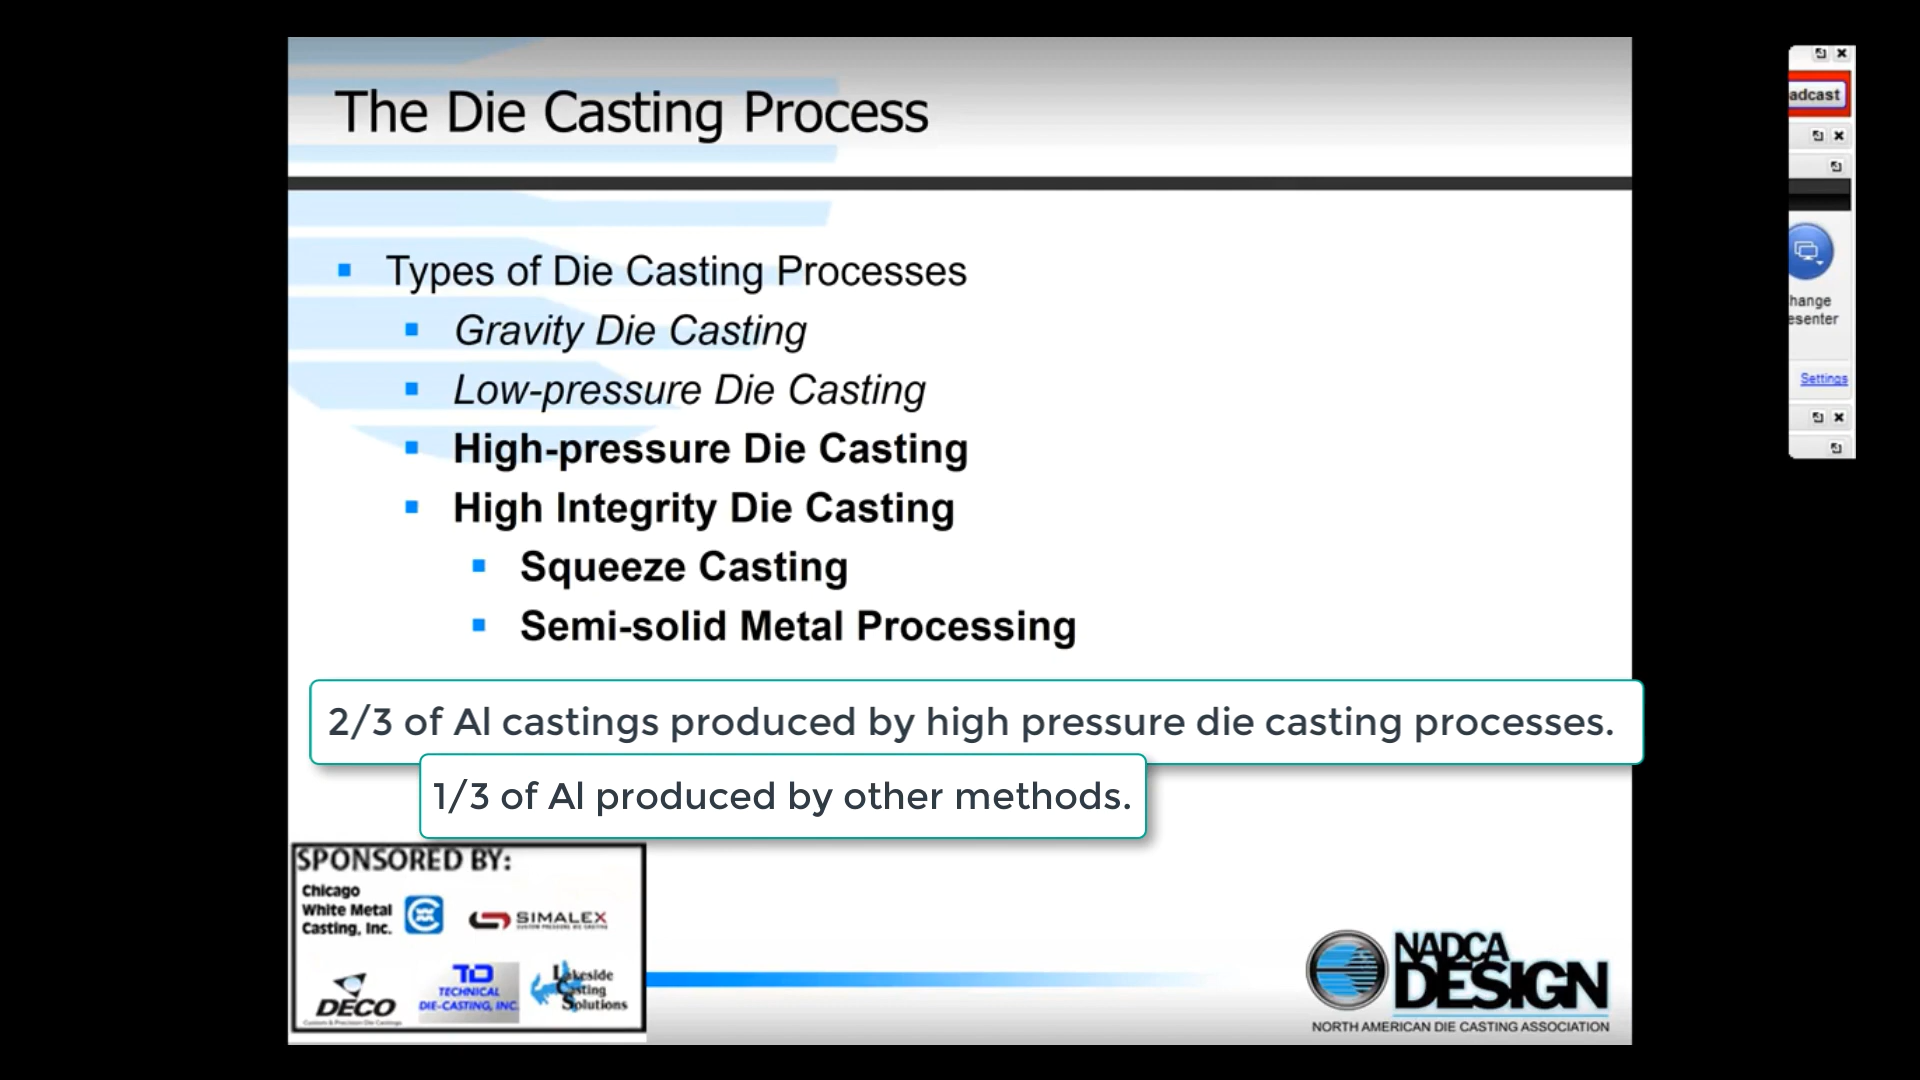 The Die Casting Process
Types of Die Casting Processes
Gravity Die Casting
Low-pressure Die Casting
High-pressure Die Casting
High Integrity Die Casting
Squeeze Casting
Semi-solid Metal Processing
2/3 of Al castings produced by high pressure die casting processes.
1/3 of Al produced by other methods.
SPONSORED BY:
Chicago
White Metal
Casting, Inc.
SIMALEX
DECO
TD
TECHNICAL
DIE-CASTING, INC.
Lakeside
Casting
Solutions
NADCA
DESIGN
NORTH AMERICAN DIE CASTING ASSOCIATION
adcast
hange
esenter
Settings